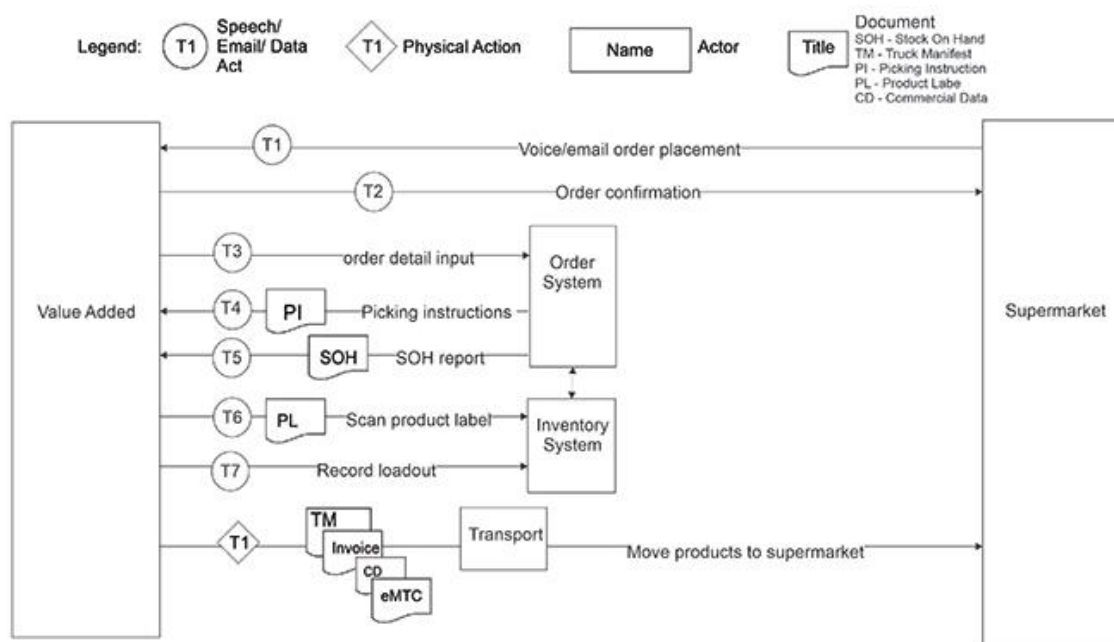 Legend:
T1
Speech/
Email/ Data
Act
T1
Physical Action
Name
Actor
Title
Document
SOH - Stock On Hand
TM - Truck Manifest
PI - Picking Instruction
PL - Product Labe
CD - Commercial Data
Value Added
Supermarket
T1
Voice/email order placement
T2
Order confirmation
T3
order detail input
Order
System
T4
PI
Picking instructions
T5
SOH
SOH report
T6
PL
Scan product label
Inventory
System
T7
Record loadout
T1
TM
Invoice
CD
eMTC
Transport
Move products to supermarket